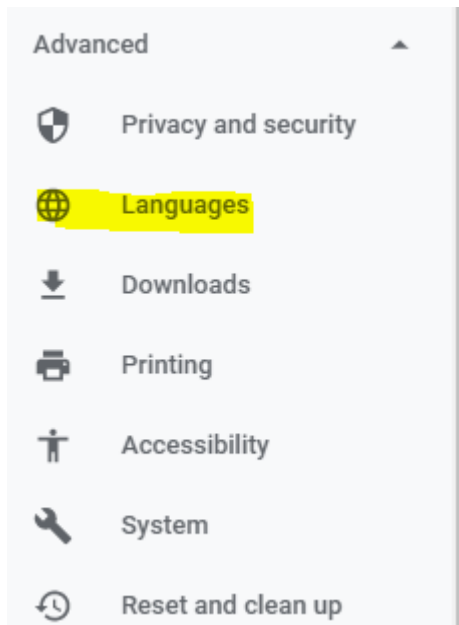 Advanced
Privacy and security
Languages
Downloads
Printing
Accessibility
System
Reset and clean up